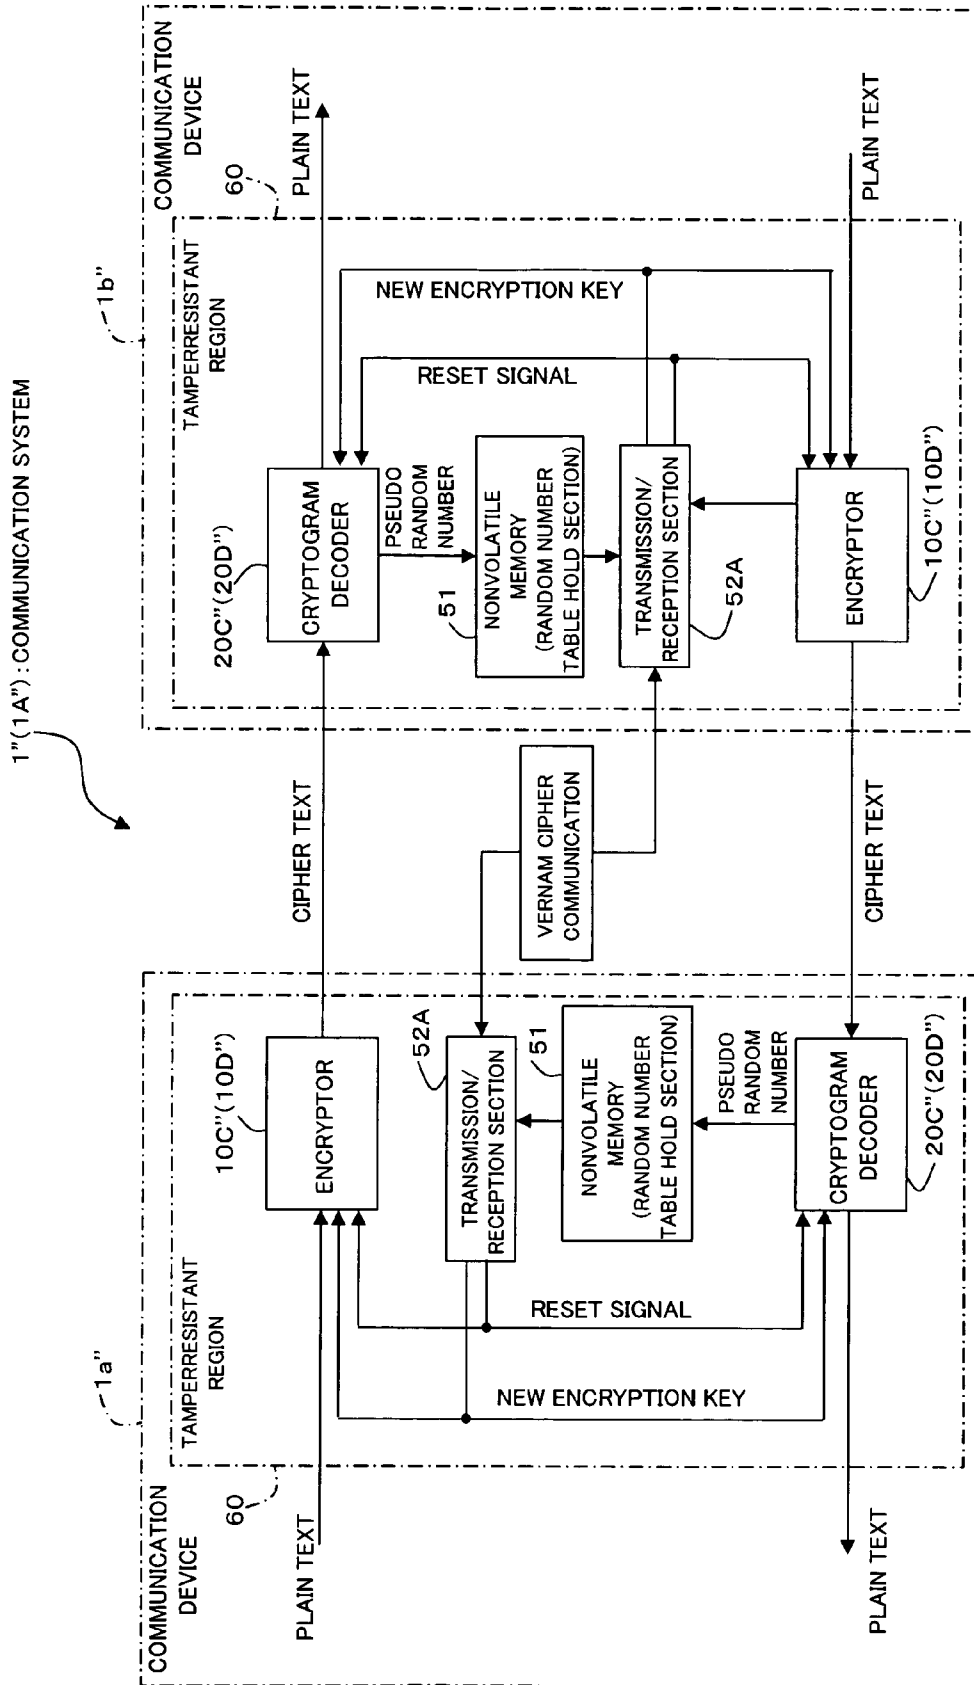 1"(1A") : COMMUNICATION SYSTEM
COMMUNICATION
DEVICE
1a"
60
TAMPERRESISTANT
REGION
PLAIN TEXT
10C"(10D")
ENCRYPTOR
52A
TRANSMISSION/
RECEPTION SECTION
51
NONVOLATILE
MEMORY
(RANDOM NUMBER
TABLE HOLD SECTION)
PSEUDO
RANDOM
NUMBER
CRYPTOGRAM
DECODER
20C"(20D")
RESET SIGNAL
NEW ENCRYPTION KEY
PLAIN TEXT
CIPHER TEXT
VERNAM CIPHER
COMMUNICATION
CIPHER TEXT
COMMUNICATION
DEVICE
1b"
60
TAMPERRESISTANT
REGION
20C"(20D")
CRYPTOGRAM
DECODER
PLAIN TEXT
PSEUDO
RANDOM
NUMBER
51
NONVOLATILE
MEMORY
(RANDOM NUMBER
TABLE HOLD SECTION)
NEW ENCRYPTION KEY
RESET SIGNAL
TRANSMISSION/
RECEPTION SECTION
52A
ENCRYPTOR
10C"(10D")
PLAIN TEXT